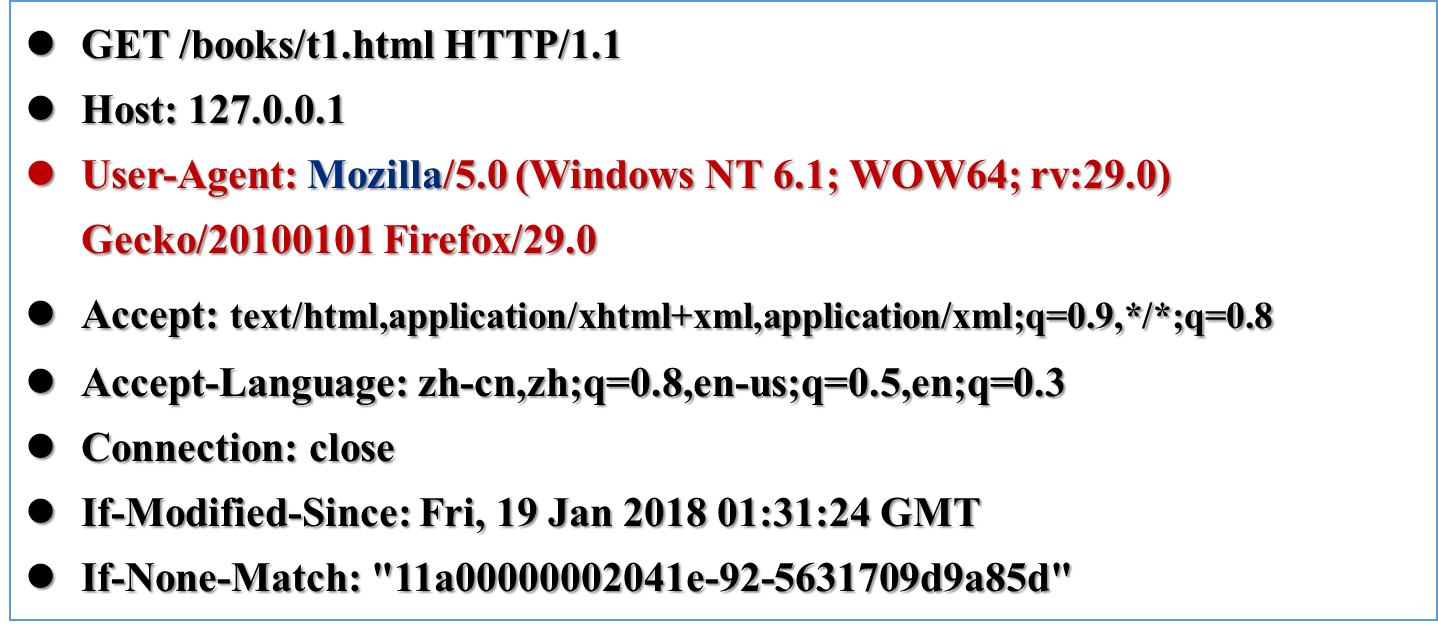 ● GET /books/t1.html HTTP/1.1
● Host: 127.0.0.1
● User-Agent: Mozilla/5.0 (Windows NT 6.1; WOW64; rv:29.0)
Gecko/20100101 Firefox/29.0
● Accept: text/html,application/xhtml+xml,application/xml;q=0.9,*/*;q=0.8
● Accept-Language: zh-cn,zh;q=0.8,en-us;q=0.5,en;q=0.3
● Connection: close
● If-Modified-Since: Fri, 19 Jan 2018 01:31:24 GMT
● If-None-Match: "11a00000002041e-92-5631709d9a85d"